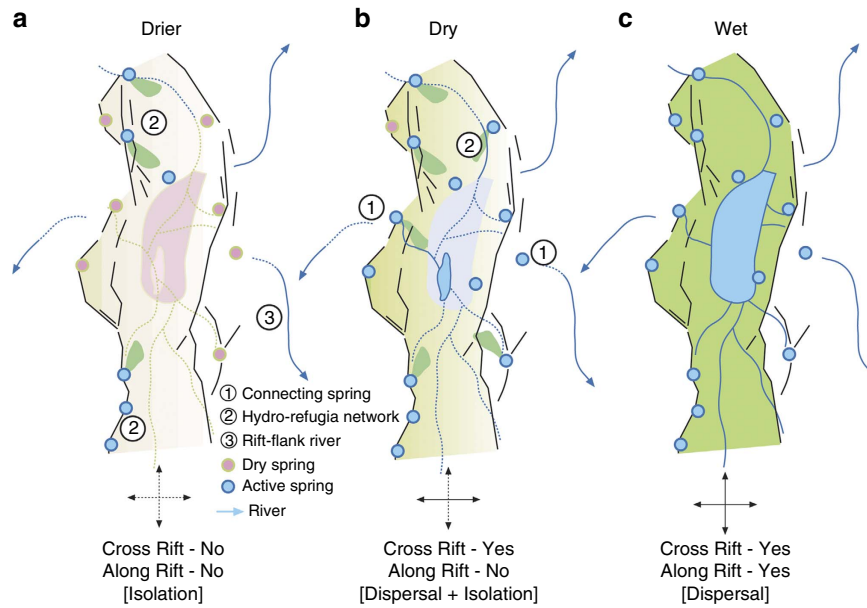 a
Drier
b
Dry
c
Wet
2
2
1
1
3
2
1 Connecting spring
2 Hydro-refugia network
3 Rift-flank river
Dry spring
Active spring
River
Cross Rift - No
Along Rift - No
[Isolation]
Cross Rift - Yes
Along Rift - No
[Dispersal + Isolation]
Cross Rift - Yes
Along Rift - Yes
[Dispersal]